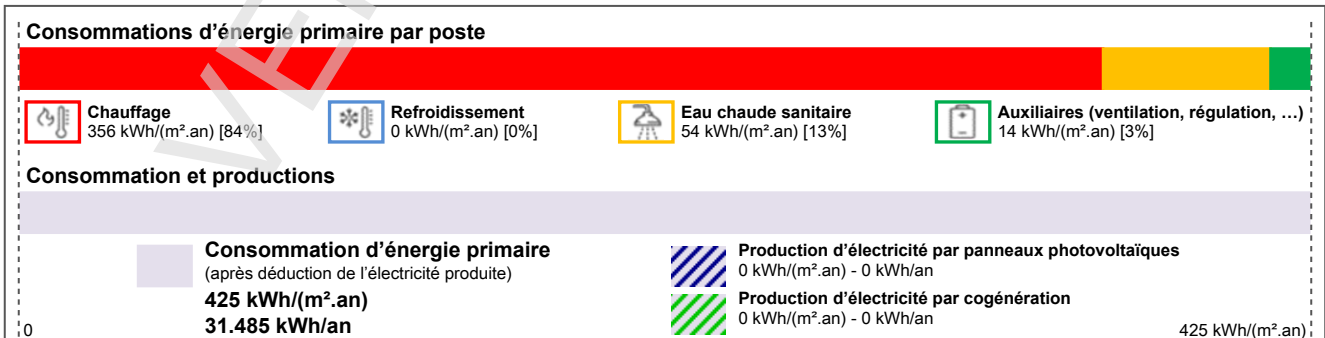 Consommations d’énergie primaire par poste
Chauffage
356 kWh/(m².an) [84%]
Refroidissement
0 kWh/(m².an) [0%]
Eau chaude sanitaire
54 kWh/(m².an) [13%]
Auxiliaires (ventilation, régulation, …)
14 kWh/(m².an) [3%]
Consommation et productions
Consommation d’énergie primaire
(après déduction de l’électricité produite)
425 kWh/(m².an)
31.485 kWh/an
Production d’électricité par panneaux photovoltaïques
0 kWh/(m².an) - 0 kWh/an
Production d’électricité par cogénération
0 kWh/(m².an) - 0 kWh/an
0
425 kWh/(m².an)